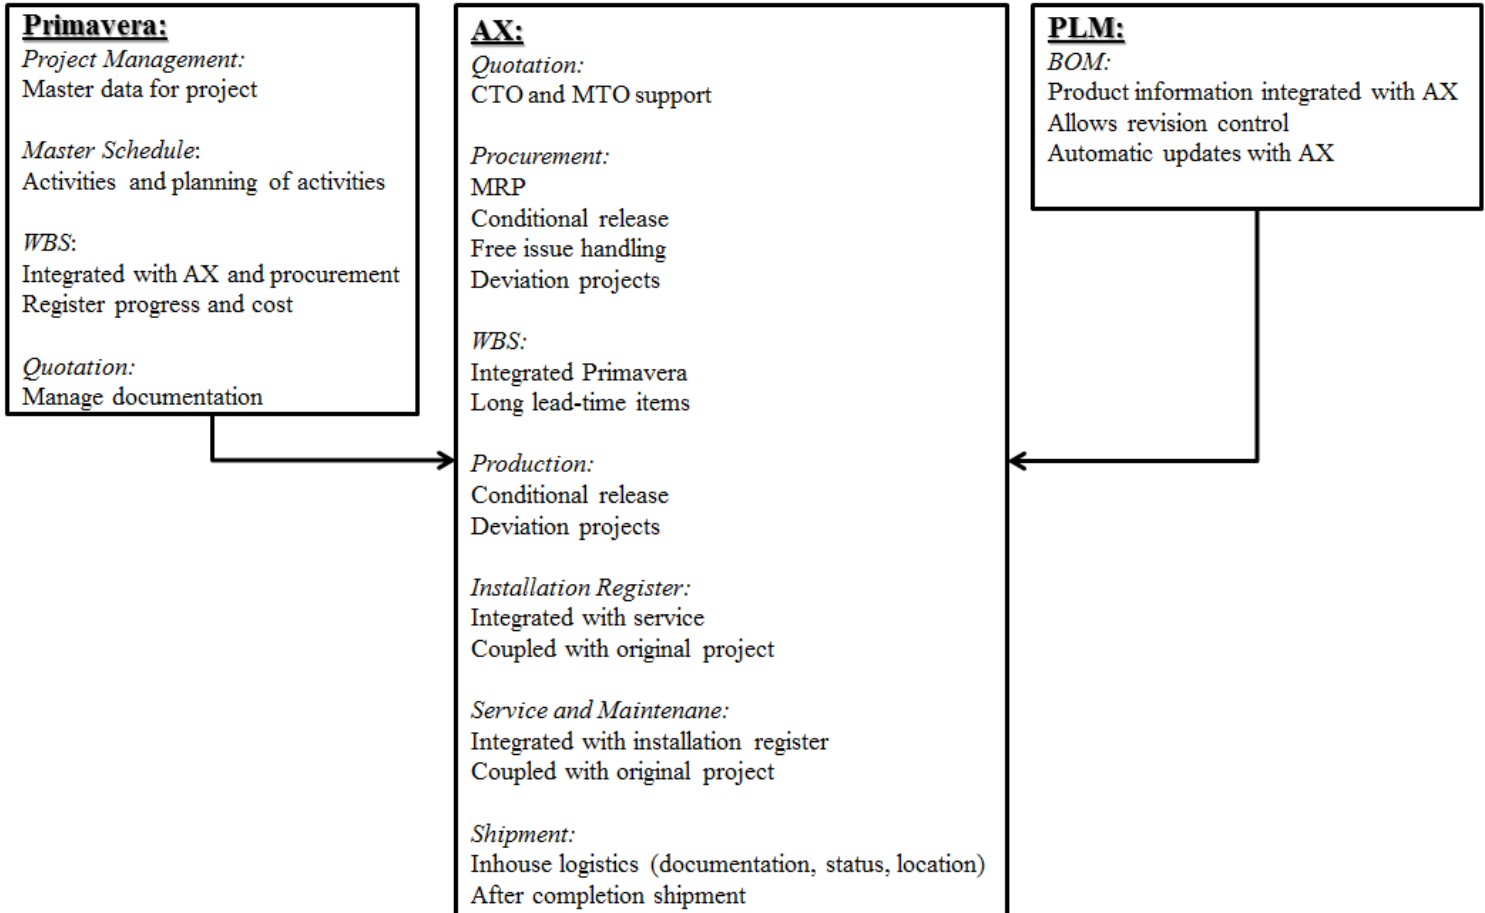 Primavera:
Project Management:
Master data for project
Master Schedule:
Activities and planning of activities
WBS:
Integrated with AX and procurement
Register progress and cost
Quotation:
Manage documentation
AX:
Quotation:
CTO and MTO support
Procurement:
MRP
Conditional release
Free issue handling
Deviation projects
WBS:
Integrated Primavera
Long lead-time items
Production:
Conditional release
Deviation projects
Installation Register:
Integrated with service
Coupled with original project
Service and Maintenane:
Integrated with installation register
Coupled with original project
Shipment:
Inhouse logistics (documentation, status, location)
After completion shipment
PLM:
BOM:
Product information integrated with AX
Allows revision control
Automatic updates with AX